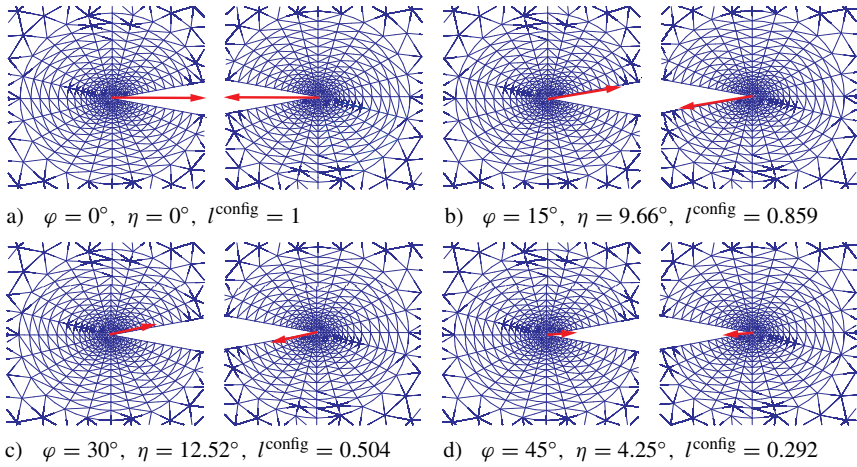 a) φ = 0°, η = 0°, l^config = 1
b) φ = 15°, η = 9.66°, l^config = 0.859
c) φ = 30°, η = 12.52°, l^config = 0.504
d) φ = 45°, η = 4.25°, l^config = 0.292